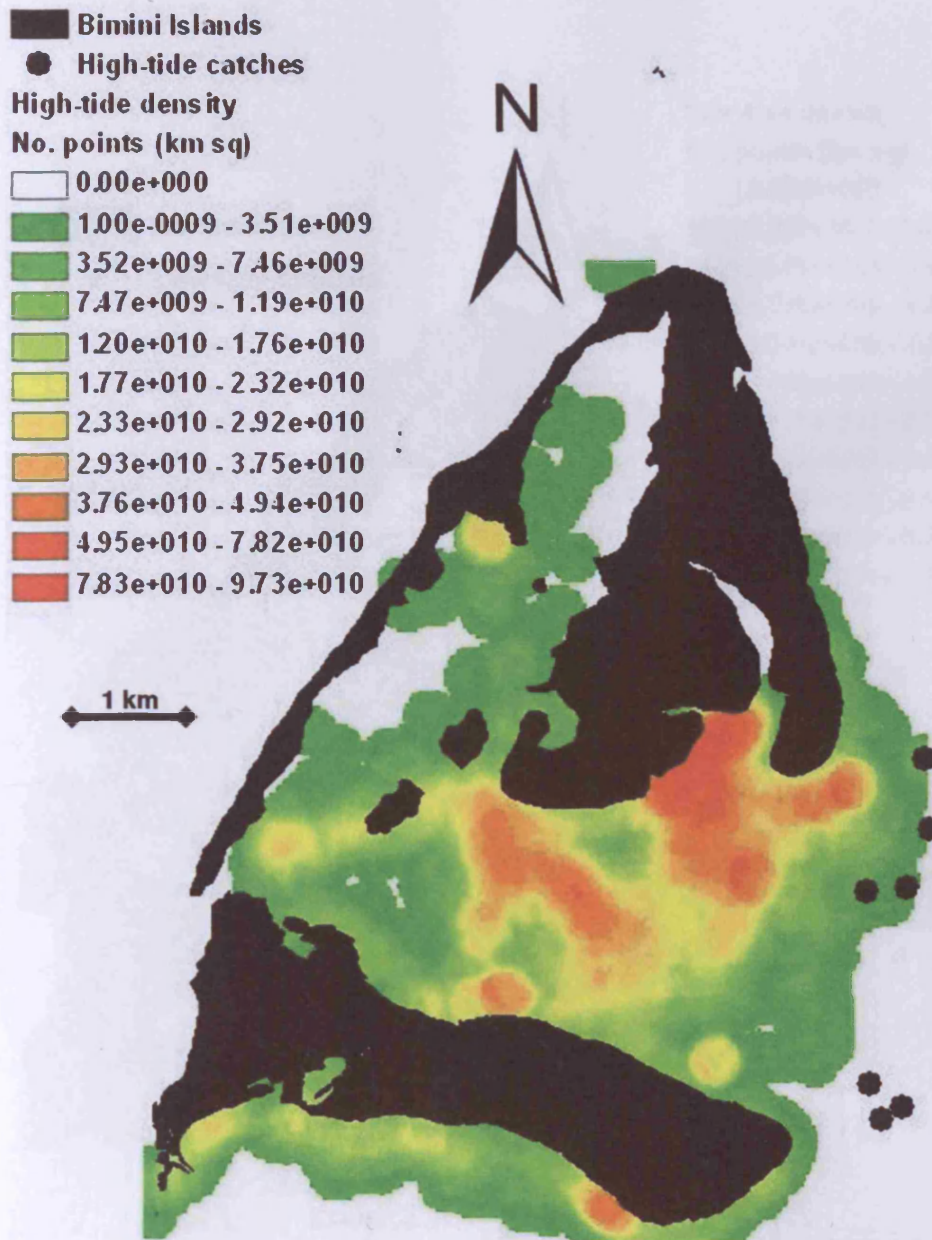 Bimini Islands
High-tide catches
High-tide density
No. points (km sq)
0.00e+000
1.00e-0009 - 3.51e+009
3.52e+009 - 7.46e+009
7.47e+009 - 1.19e+010
1.20e+010 - 1.76e+010
1.77e+010 - 2.32e+010
2.33e+010 - 2.92e+010
2.93e+010 - 3.75e+010
3.76e+010 - 4.94e+010
4.95e+010 - 7.82e+010
7.83e+010 - 9.73e+010
N
1 km